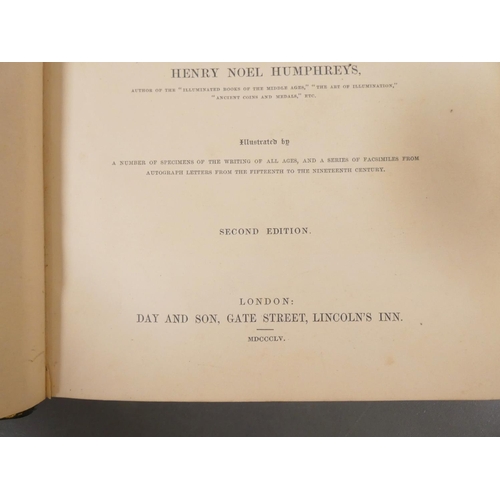 HENRY NOEL HUMPHREYS,
AUTHOR OF THE "ILLUMINATED BOOKS OF THE MIDDLE AGES," "THE ART OF ILLUMINATION,"
"ANCIENT COINS AND MEDALS," ETC.
Illustrated by
A NUMBER OF SPECIMENS OF THE WRITING OF ALL AGES, AND A SERIES OF FACSIMILES FROM
AUTOGRAPH LETTERS FROM THE FIFTEENTH TO THE NINETEENTH CENTURY.
SECOND EDITION.
LONDON:
DAY AND SON, GATE STREET, LINCOLN'S INN.
MDCCCLV.